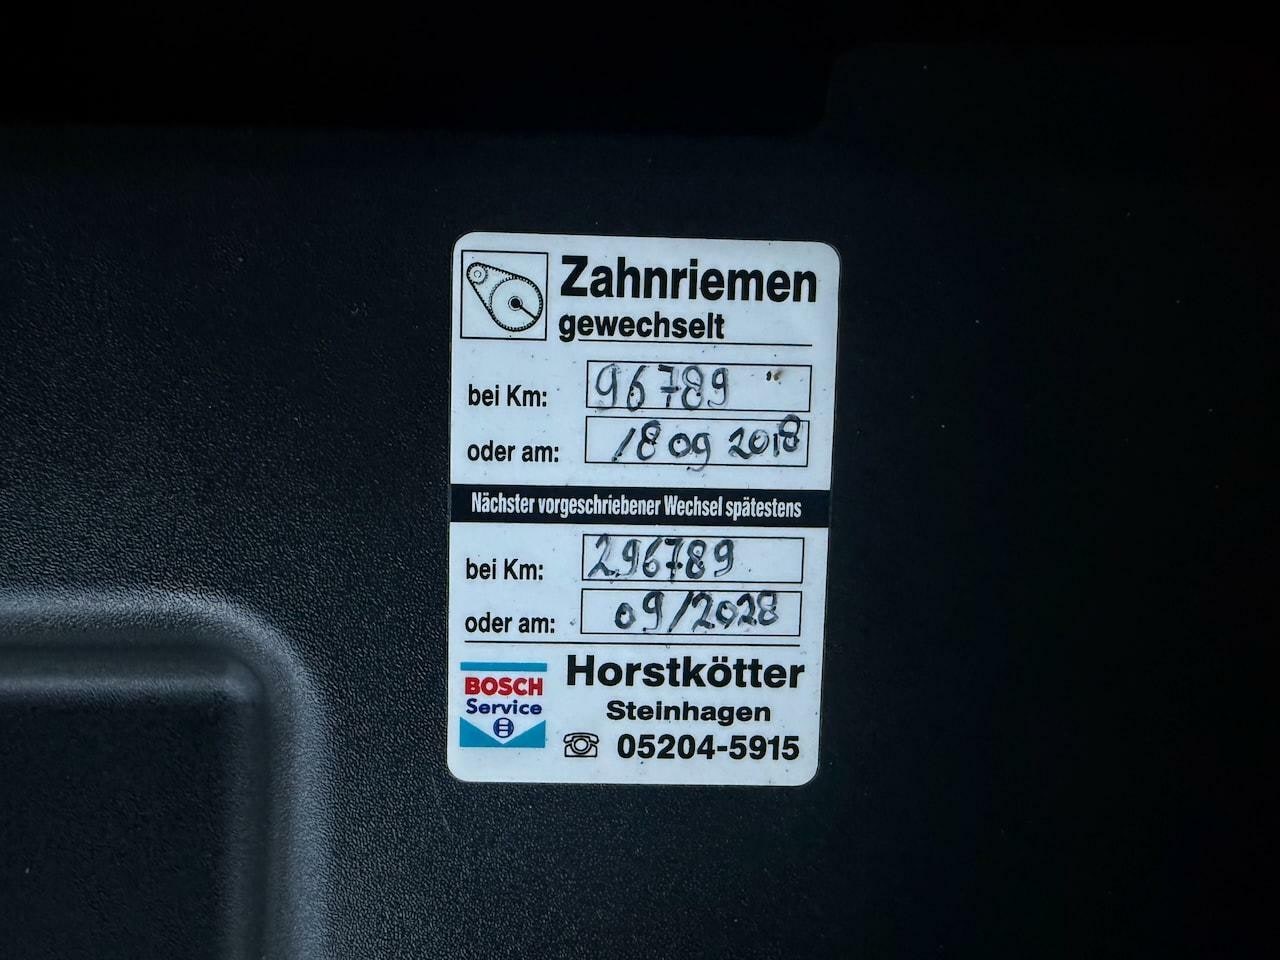 Zahnriemen
gewechselt
bei Km: 96789
oder am: 18 09 2018
Nächster vorgeschriebener Wechsel spätestens
bei Km: 296789
oder am: 09/2028
BOSCH
Service
Horstkötter
Steinhagen
☏ 05204-5915